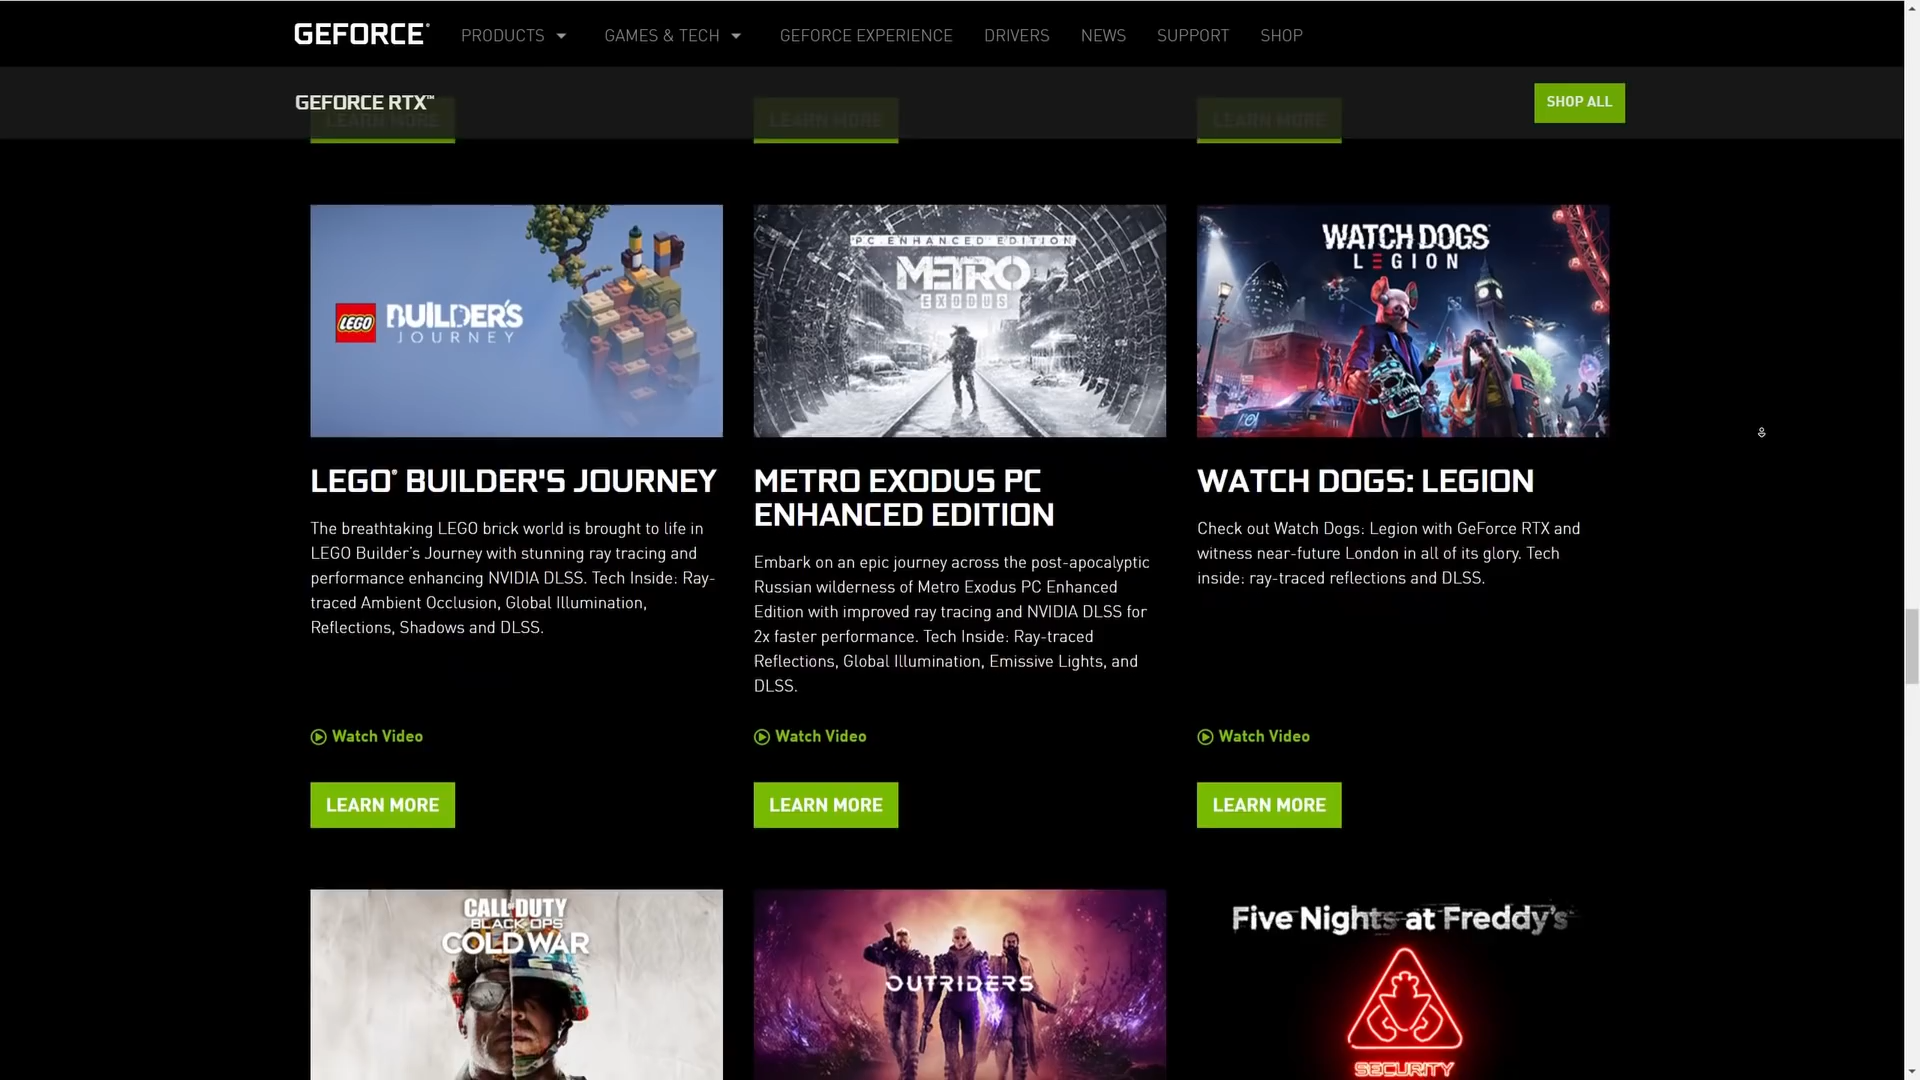 GEFORCE
PRODUCTS
GAMES & TECH
GEFORCE EXPERIENCE
DRIVERS
NEWS
SUPPORT
SHOP
GEFORCE RTX™
SHOP ALL
LEARN MORE
LEARN MORE
LEARN MORE
LEGO
BUILDER'S
JOURNEY
PC ENHANCED EDITION
METRO
EXODUS
WATCH DOGS
LEGION
LEGO® BUILDER'S JOURNEY
The breathtaking LEGO brick world is brought to life in
LEGO Builder's Journey with stunning ray tracing and
performance enhancing NVIDIA DLSS. Tech Inside: Ray-
traced Ambient Occlusion, Global Illumination,
Reflections, Shadows and DLSS.
Watch Video
LEARN MORE
METRO EXODUS PC
ENHANCED EDITION
Embark on an epic journey across the post-apocalyptic
Russian wilderness of Metro Exodus PC Enhanced
Edition with improved ray tracing and NVIDIA DLSS for
2x faster performance. Tech Inside: Ray-traced
Reflections, Global Illumination, Emissive Lights, and
DLSS.
Watch Video
LEARN MORE
WATCH DOGS: LEGION
Check out Watch Dogs: Legion with GeForce RTX and
witness near-future London in all of its glory. Tech
inside: ray-traced reflections and DLSS.
Watch Video
LEARN MORE
CALL OF DUTY
BLACK OPS
COLD WAR
OUTRIDERS
Five Nights at Freddy's
SECURITY